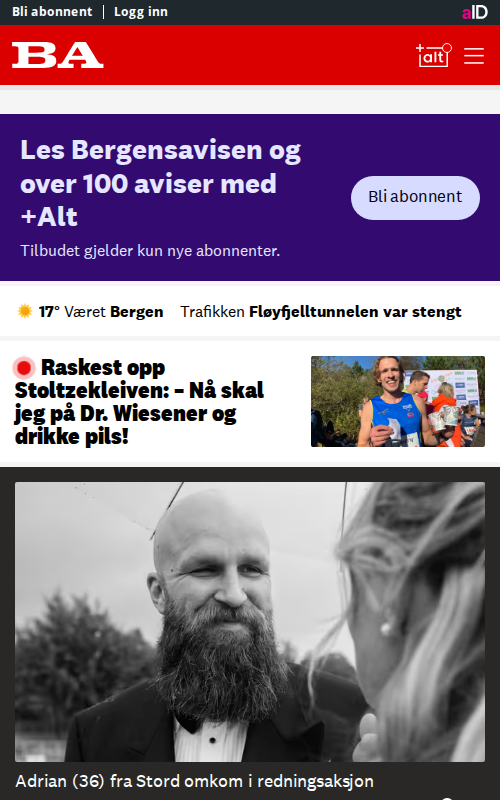 Bli abonnent | Logg inn
aID
BA
+alt
Les Bergensavisen og
over 100 aviser med
+Alt
Tilbudet gjelder kun nye abonnenter.
Bli abonnent
17° Været Bergen Trafikken Fløyfjelltunnelen var stengt
Raskest opp
Stoltzekleiven: – Nå skal
jeg på Dr. Wiesener og
drikke pils!
Adrian (36) fra Stord omkom i redningsaksjon